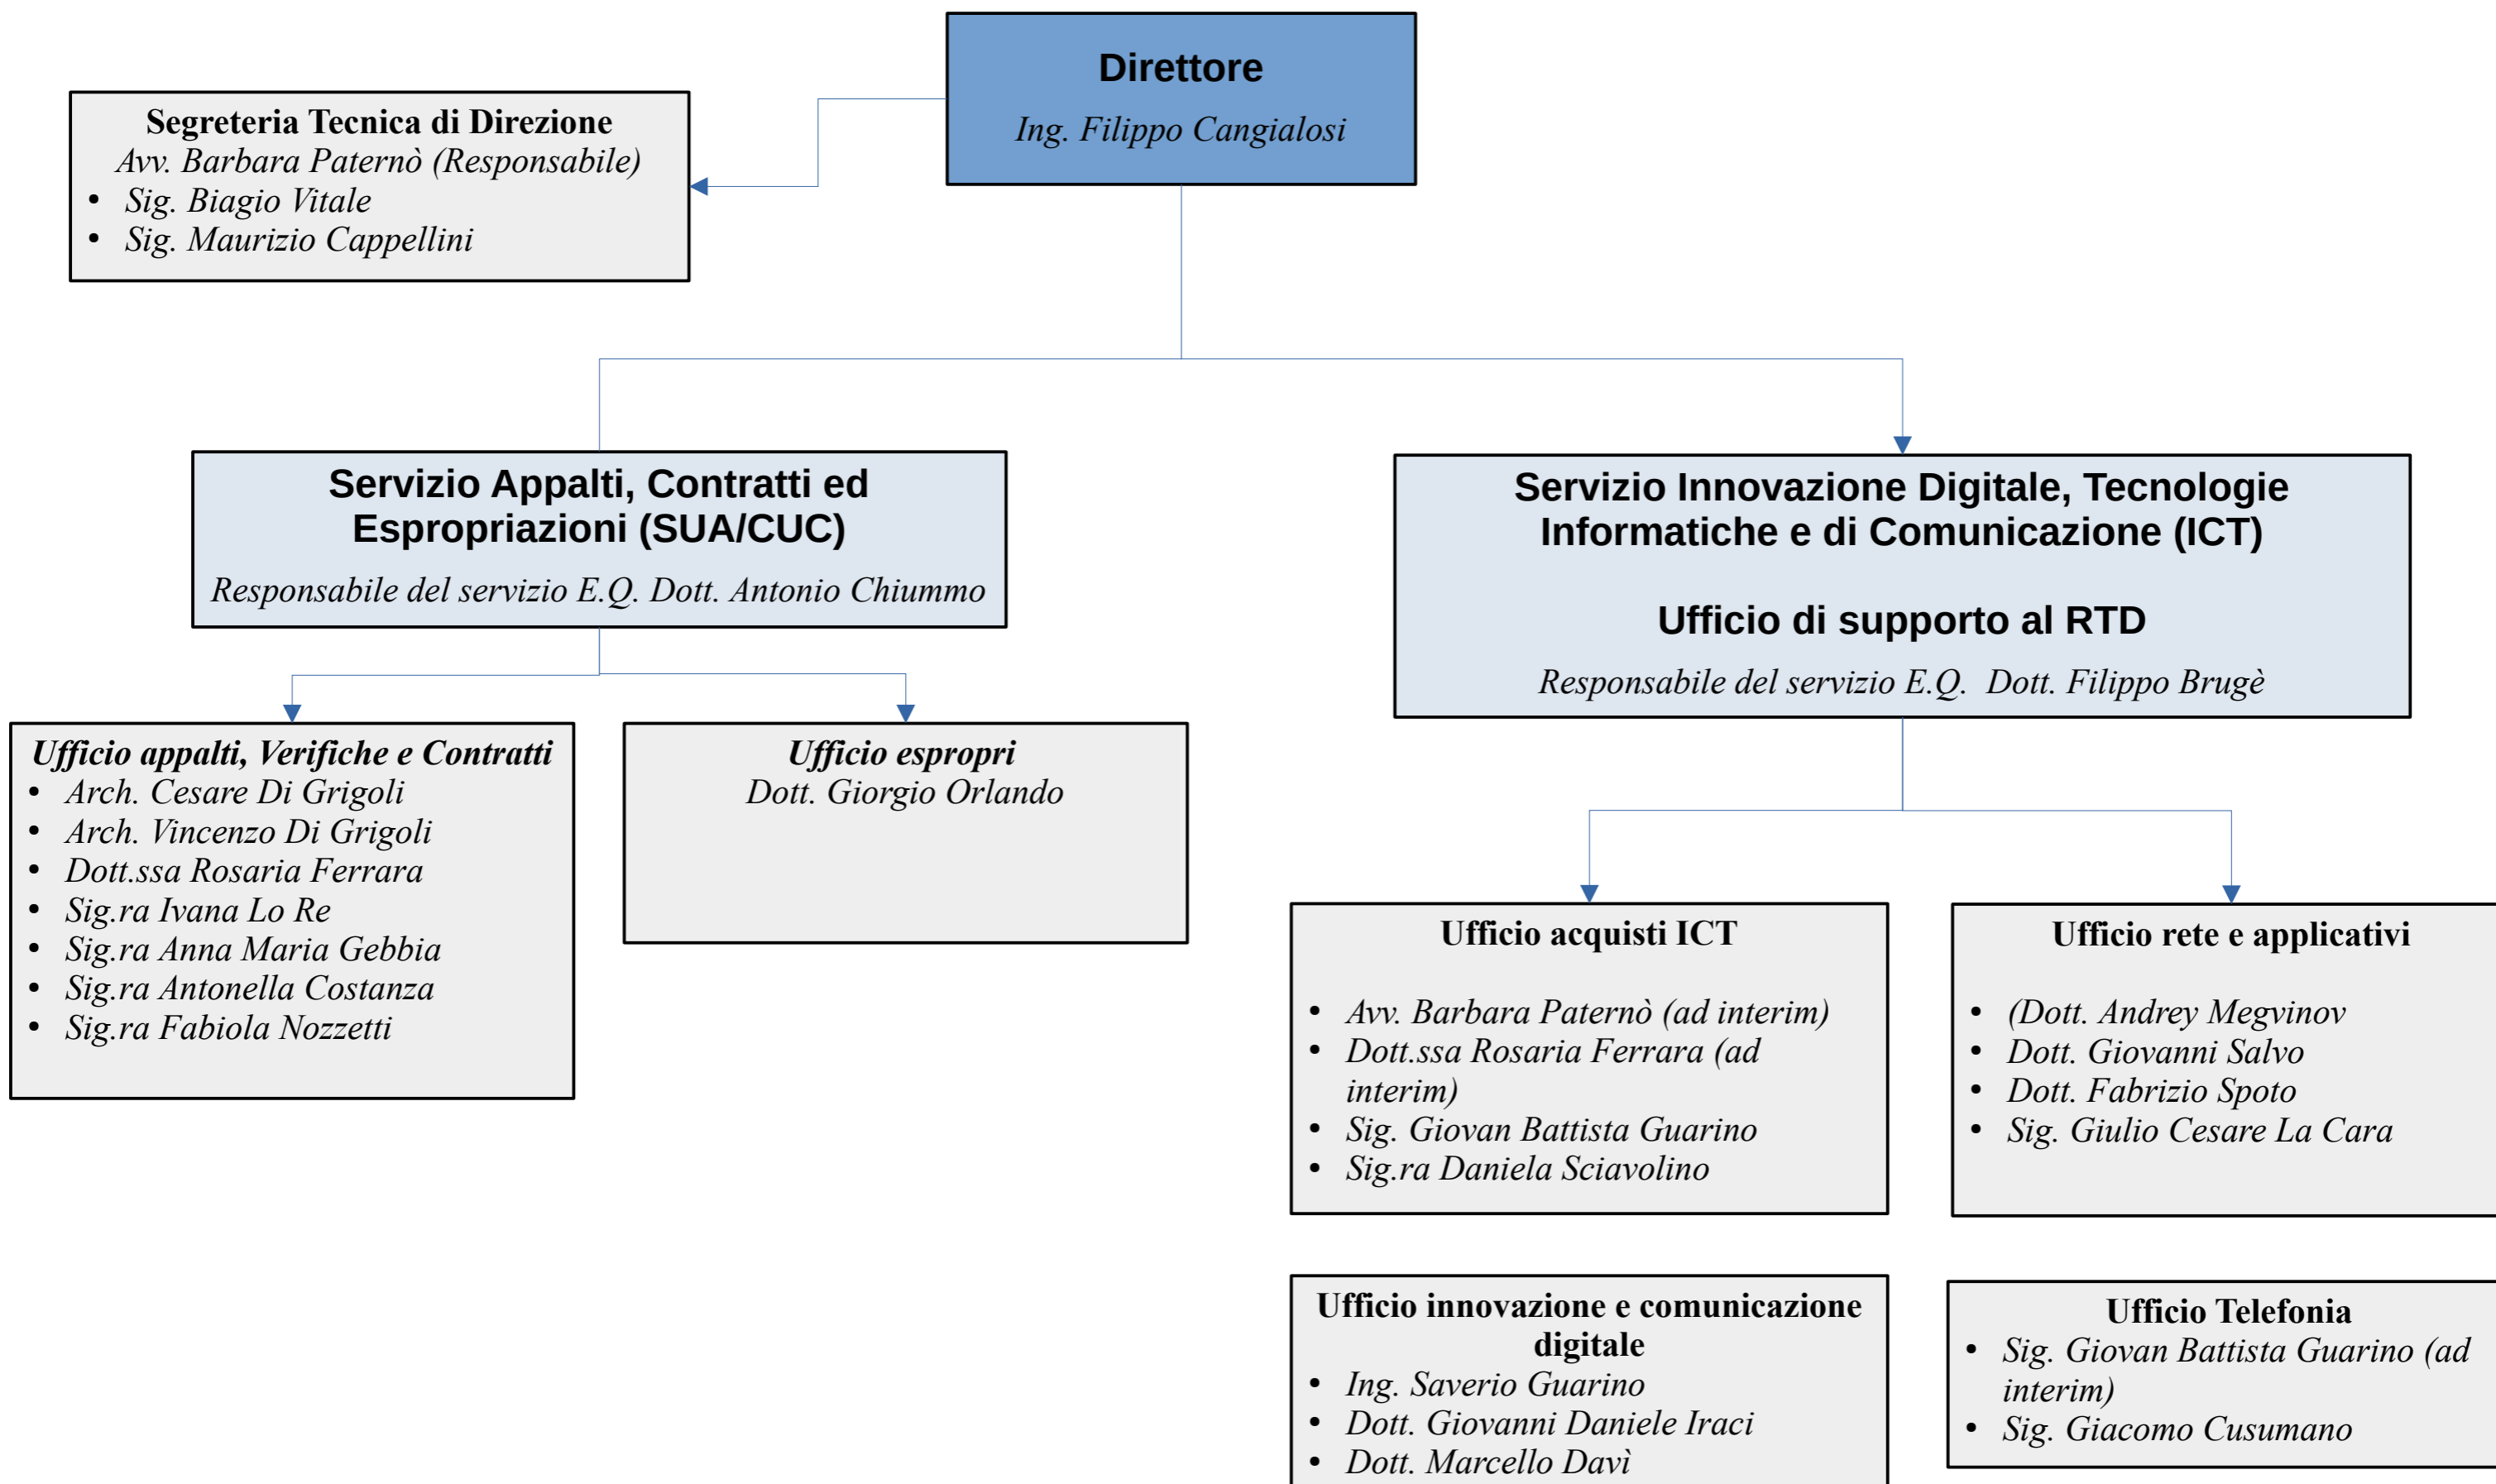 Direttore
Ing. Filippo Cangialosi
Segreteria Tecnica di Direzione
Avv. Barbara Paternò (Responsabile)
• Sig. Biagio Vitale
• Sig. Maurizio Cappellini
Servizio Appalti, Contratti ed
Espropriazioni (SUA/CUC)
Responsabile del servizio E.Q. Dott. Antonio Chiummo
Servizio Innovazione Digitale, Tecnologie
Informatiche e di Comunicazione (ICT)
Ufficio di supporto al RTD
Responsabile del servizio E.Q. Dott. Filippo Brugè
Ufficio appalti, Verifiche e Contratti
• Arch. Cesare Di Grigoli
• Arch. Vincenzo Di Grigoli
• Dott.ssa Rosaria Ferrara
• Sig.ra Ivana Lo Re
• Sig.ra Anna Maria Gebbia
• Sig.ra Antonella Costanza
• Sig.ra Fabiola Nozzetti
Ufficio espropri
Dott. Giorgio Orlando
Ufficio acquisti ICT
• Avv. Barbara Paternò (ad interim)
• Dott.ssa Rosaria Ferrara (ad
interim)
• Sig. Giovan Battista Guarino
• Sig.ra Daniela Sciavolino
Ufficio rete e applicativi
• (Dott. Andrey Megvinov
• Dott. Giovanni Salvo
• Dott. Fabrizio Spoto
• Sig. Giulio Cesare La Cara
Ufficio innovazione e comunicazione
digitale
• Ing. Saverio Guarino
• Dott. Giovanni Daniele Iraci
• Dott. Marcello Davì
Ufficio Telefonia
• Sig. Giovan Battista Guarino (ad
interim)
• Sig. Giacomo Cusumano